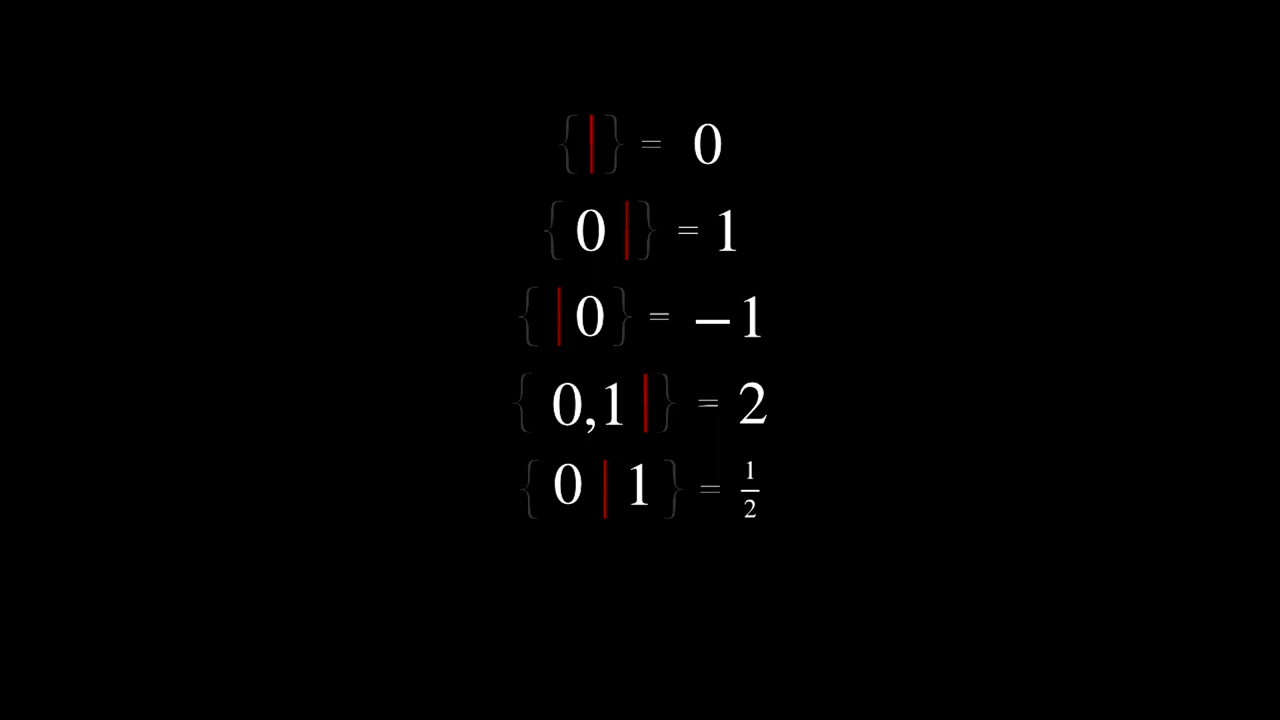 { | } = 0
{ 0 | } = 1
{ | 0 } = −1
{ 0,1 | } = 2
{ 0 | 1 } = 1/2